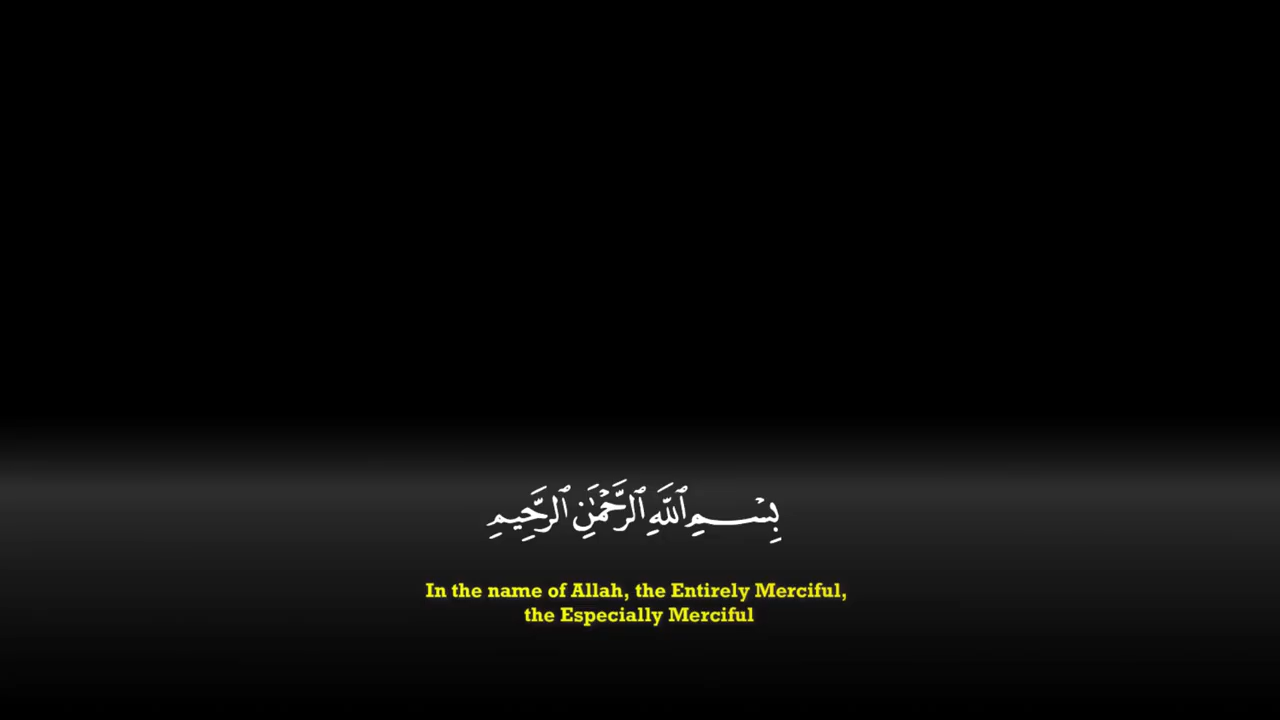 بِسْمِ ٱللَّهِ ٱلرَّحْمَٰنِ ٱلرَّحِيمِ
In the name of Allah, the Entirely Merciful,
the Especially Merciful